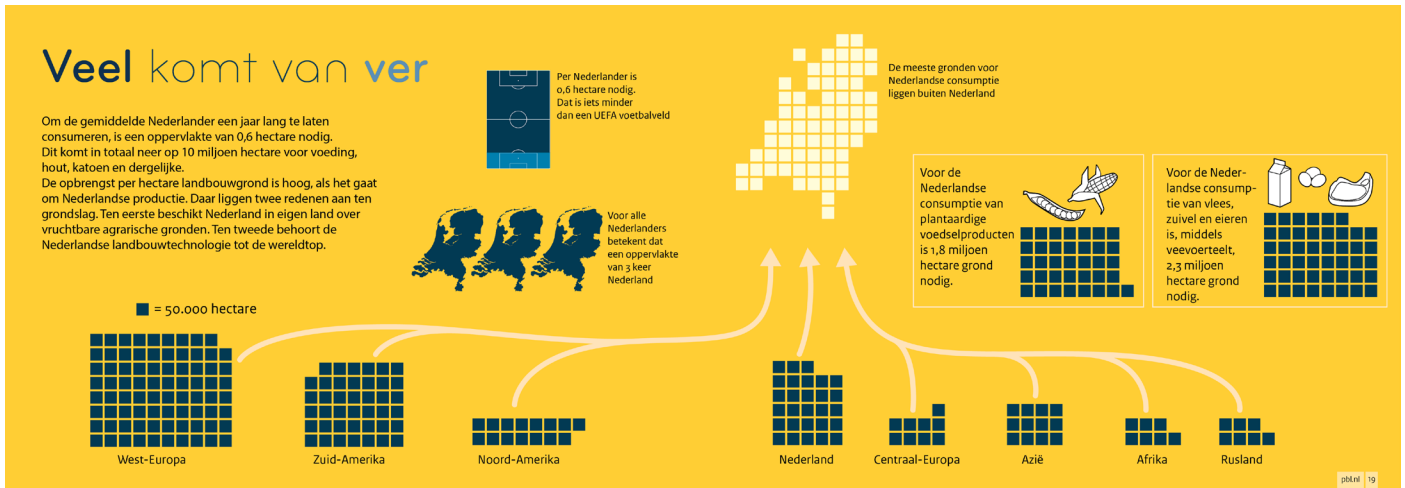 Veel komt van ver
Om de gemiddelde Nederlander een jaar lang te laten
consumeren, is een oppervlakte van 0,6 hectare nodig.
Dit komt in totaal neer op 10 miljoen hectare voor voeding,
hout, katoen en dergelijke.
De opbrengst per hectare landbouwgrond is hoog, als het gaat
om Nederlandse productie. Daar liggen twee redenen aan ten
grondslag. Ten eerste beschikt Nederland in eigen land over
vruchtbare agrarische gronden. Ten tweede behoort de
Nederlandse landbouwtechnologie tot de wereldtop.
Per Nederlander is
0,6 hectare nodig.
Dat is iets minder
dan een UEFA voetbalveld
Voor alle
Nederlanders
betekent dat
een oppervlakte
van 3 keer
Nederland
De meeste gronden voor
Nederlandse consumptie
liggen buiten Nederland
Voor de
Nederlandse
consumptie van
plantaardige
voedselproducten
is 1,8 miljoen
hectare grond
nodig.
Voor de Neder-
landse consump-
tie van vlees,
zuivel en eieren
is, middels
veevoerteelt,
2,3 miljoen
hectare grond
nodig.
= 50.000 hectare
West-Europa
Zuid-Amerika
Noord-Amerika
Nederland
Centraal-Europa
Azië
Afrika
Rusland
pbl.nl 19